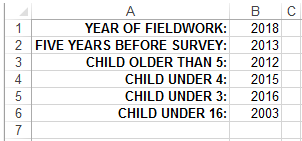 A B C
1 YEAR OF FIELDWORK: 2018
2 FIVE YEARS BEFORE SURVEY: 2013
3 CHILD OLDER THAN 5: 2012
4 CHILD UNDER 4: 2015
5 CHILD UNDER 3: 2016
6 CHILD UNDER 16: 2003
7